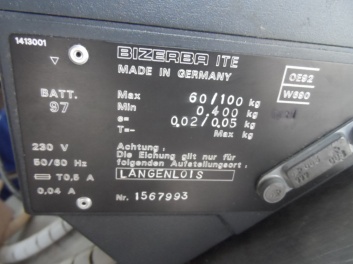 1413001
BIZERBA ITE
MADE IN GERMANY
OE92
W890
BATT.
97
Max 60/100 kg
Min 0,400 kg
e= 0,02/0,05 kg
T=-- Max kg
230 V
50/60 Hz
T0,5 A
0,04 A
Achtung!
Die Eichung gilt nur für
folgenden Aufstellungsort:
LANGENLOIS
Nr. 1567993